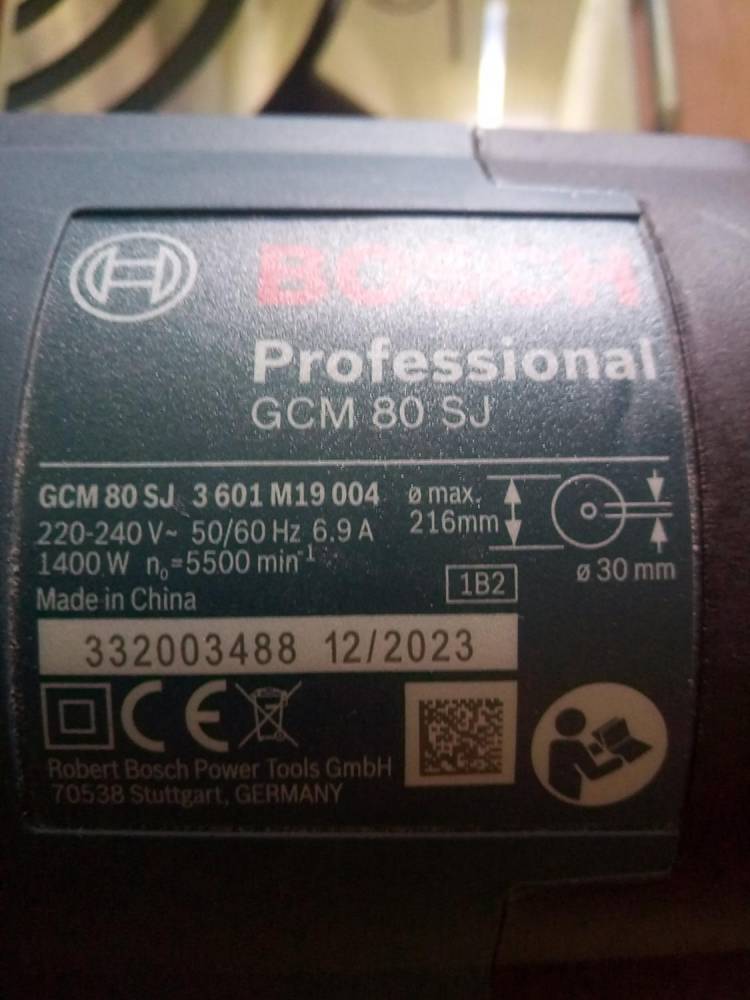 BOSCH
Professional
GCM 80 SJ
GCM 80 SJ 3 601 M19 004
220-240 V~ 50/60 Hz 6.9 A
1400 W n₀=5500 min⁻¹
Made in China
ø max.
216mm
ø 30 mm
1B2
332003488 12/2023
CE
Robert Bosch Power Tools GmbH
70538 Stuttgart, GERMANY